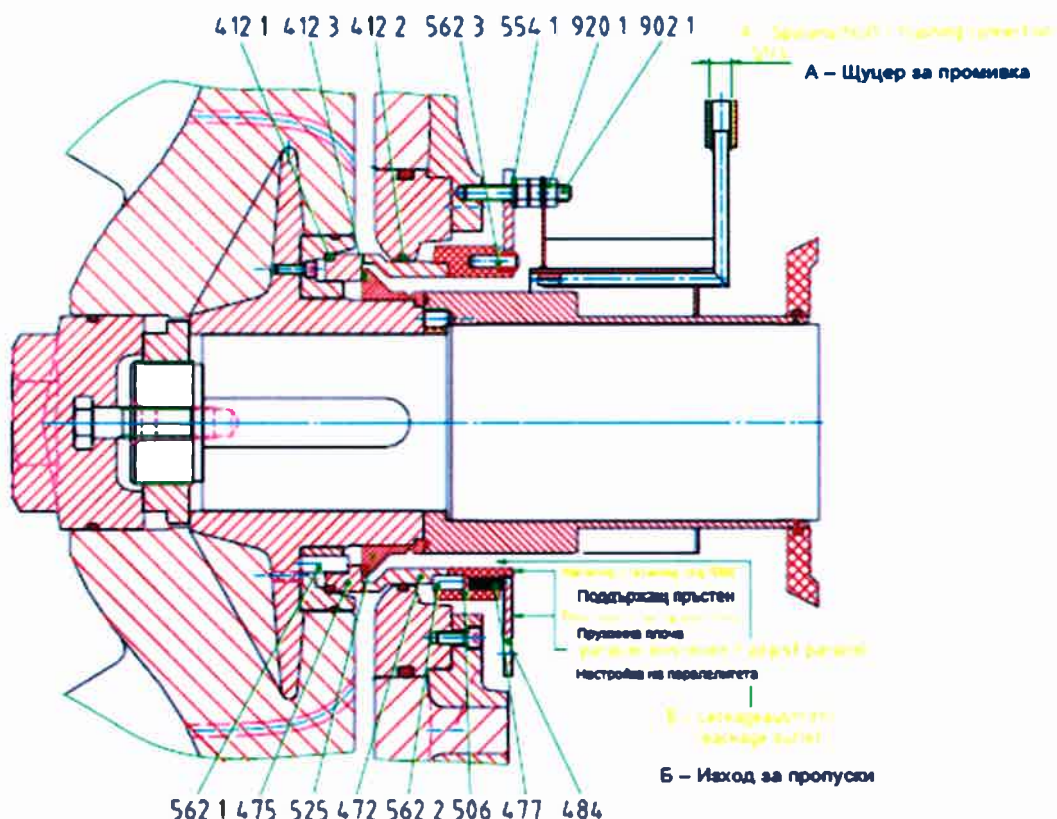 412 1 412 3 412 2 562 3 554 1 920 1 902 1
А – Щуцер за промивка
Поддържащ пръстен
Пружинна плоча
Настройка на паралелитета
Б – Изход за пропуски
562 1 475 525 472 562 2 506 477 484